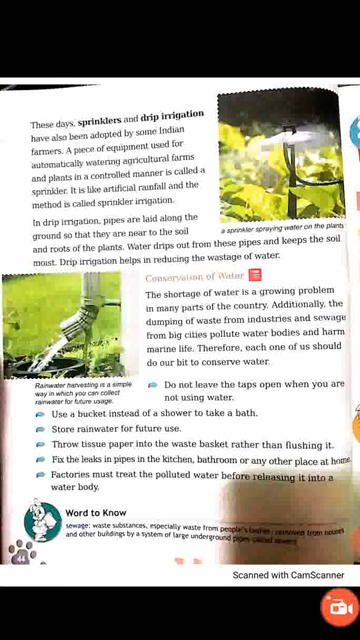 These days, sprinklers and drip irrigation
have also been adopted by some Indian
farmers. A piece of equipment used for
automatically watering agricultural farms
and plants in a controlled manner is called a
sprinkler. It is like artificial rainfall and the
method is called sprinkler irrigation.
a sprinkler spraying water on the plants
In drip irrigation, pipes are laid along the
ground so that they are near to the soil
and roots of the plants. Water drips out from these pipes and keeps the soil
moist. Drip irrigation helps in reducing the wastage of water.
Conservation of Water
The shortage of water is a growing problem
in many parts of the country. Additionally, the
dumping of waste from industries and sewage
from big cities pollute water bodies and harm
marine life. Therefore, each one of us should
do our bit to conserve water.
Rainwater harvesting is a simple
way in which you can collect
rainwater for future usage.
Do not leave the taps open when you are
not using water.
Use a bucket instead of a shower to take a bath.
Store rainwater for future use.
Throw tissue paper into the waste basket rather than flushing it.
Fix the leaks in pipes in the kitchen, bathroom or any other place at home.
Factories must treat the polluted water before releasing it into a
water body.
Word to Know
sewage: waste substances, especially waste from people's bodies, removed from houses
and other buildings by a system of large underground pipes called sewers
44
Scanned with CamScanner